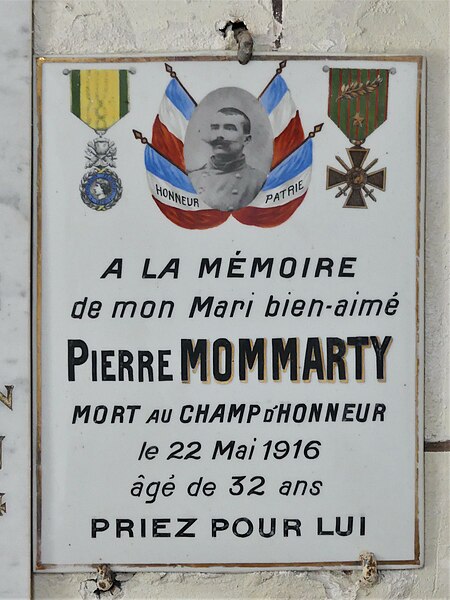 HONNEUR PATRIE
A LA MÉMOIRE
de mon Mari bien-aimé
PIERRE MOMMARTY
MORT AU CHAMP D'HONNEUR
le 22 Mai 1916
âgé de 32 ans
PRIEZ POUR LUI